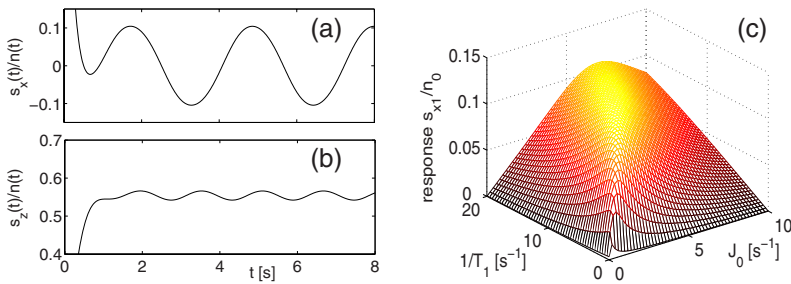 (a)
0.1
0
-0.1
s_x(t)/n(t)
(b)
0.7
0.6
0.5
0.4
s_z(t)/n(t)
0 2 4 6 8
t [s]
(c)
0.15
0.1
0.05
0
response s_x1/n_0
20 10 0
1/T_1 [s^-1]
0 5 10
J_0 [s^-1]